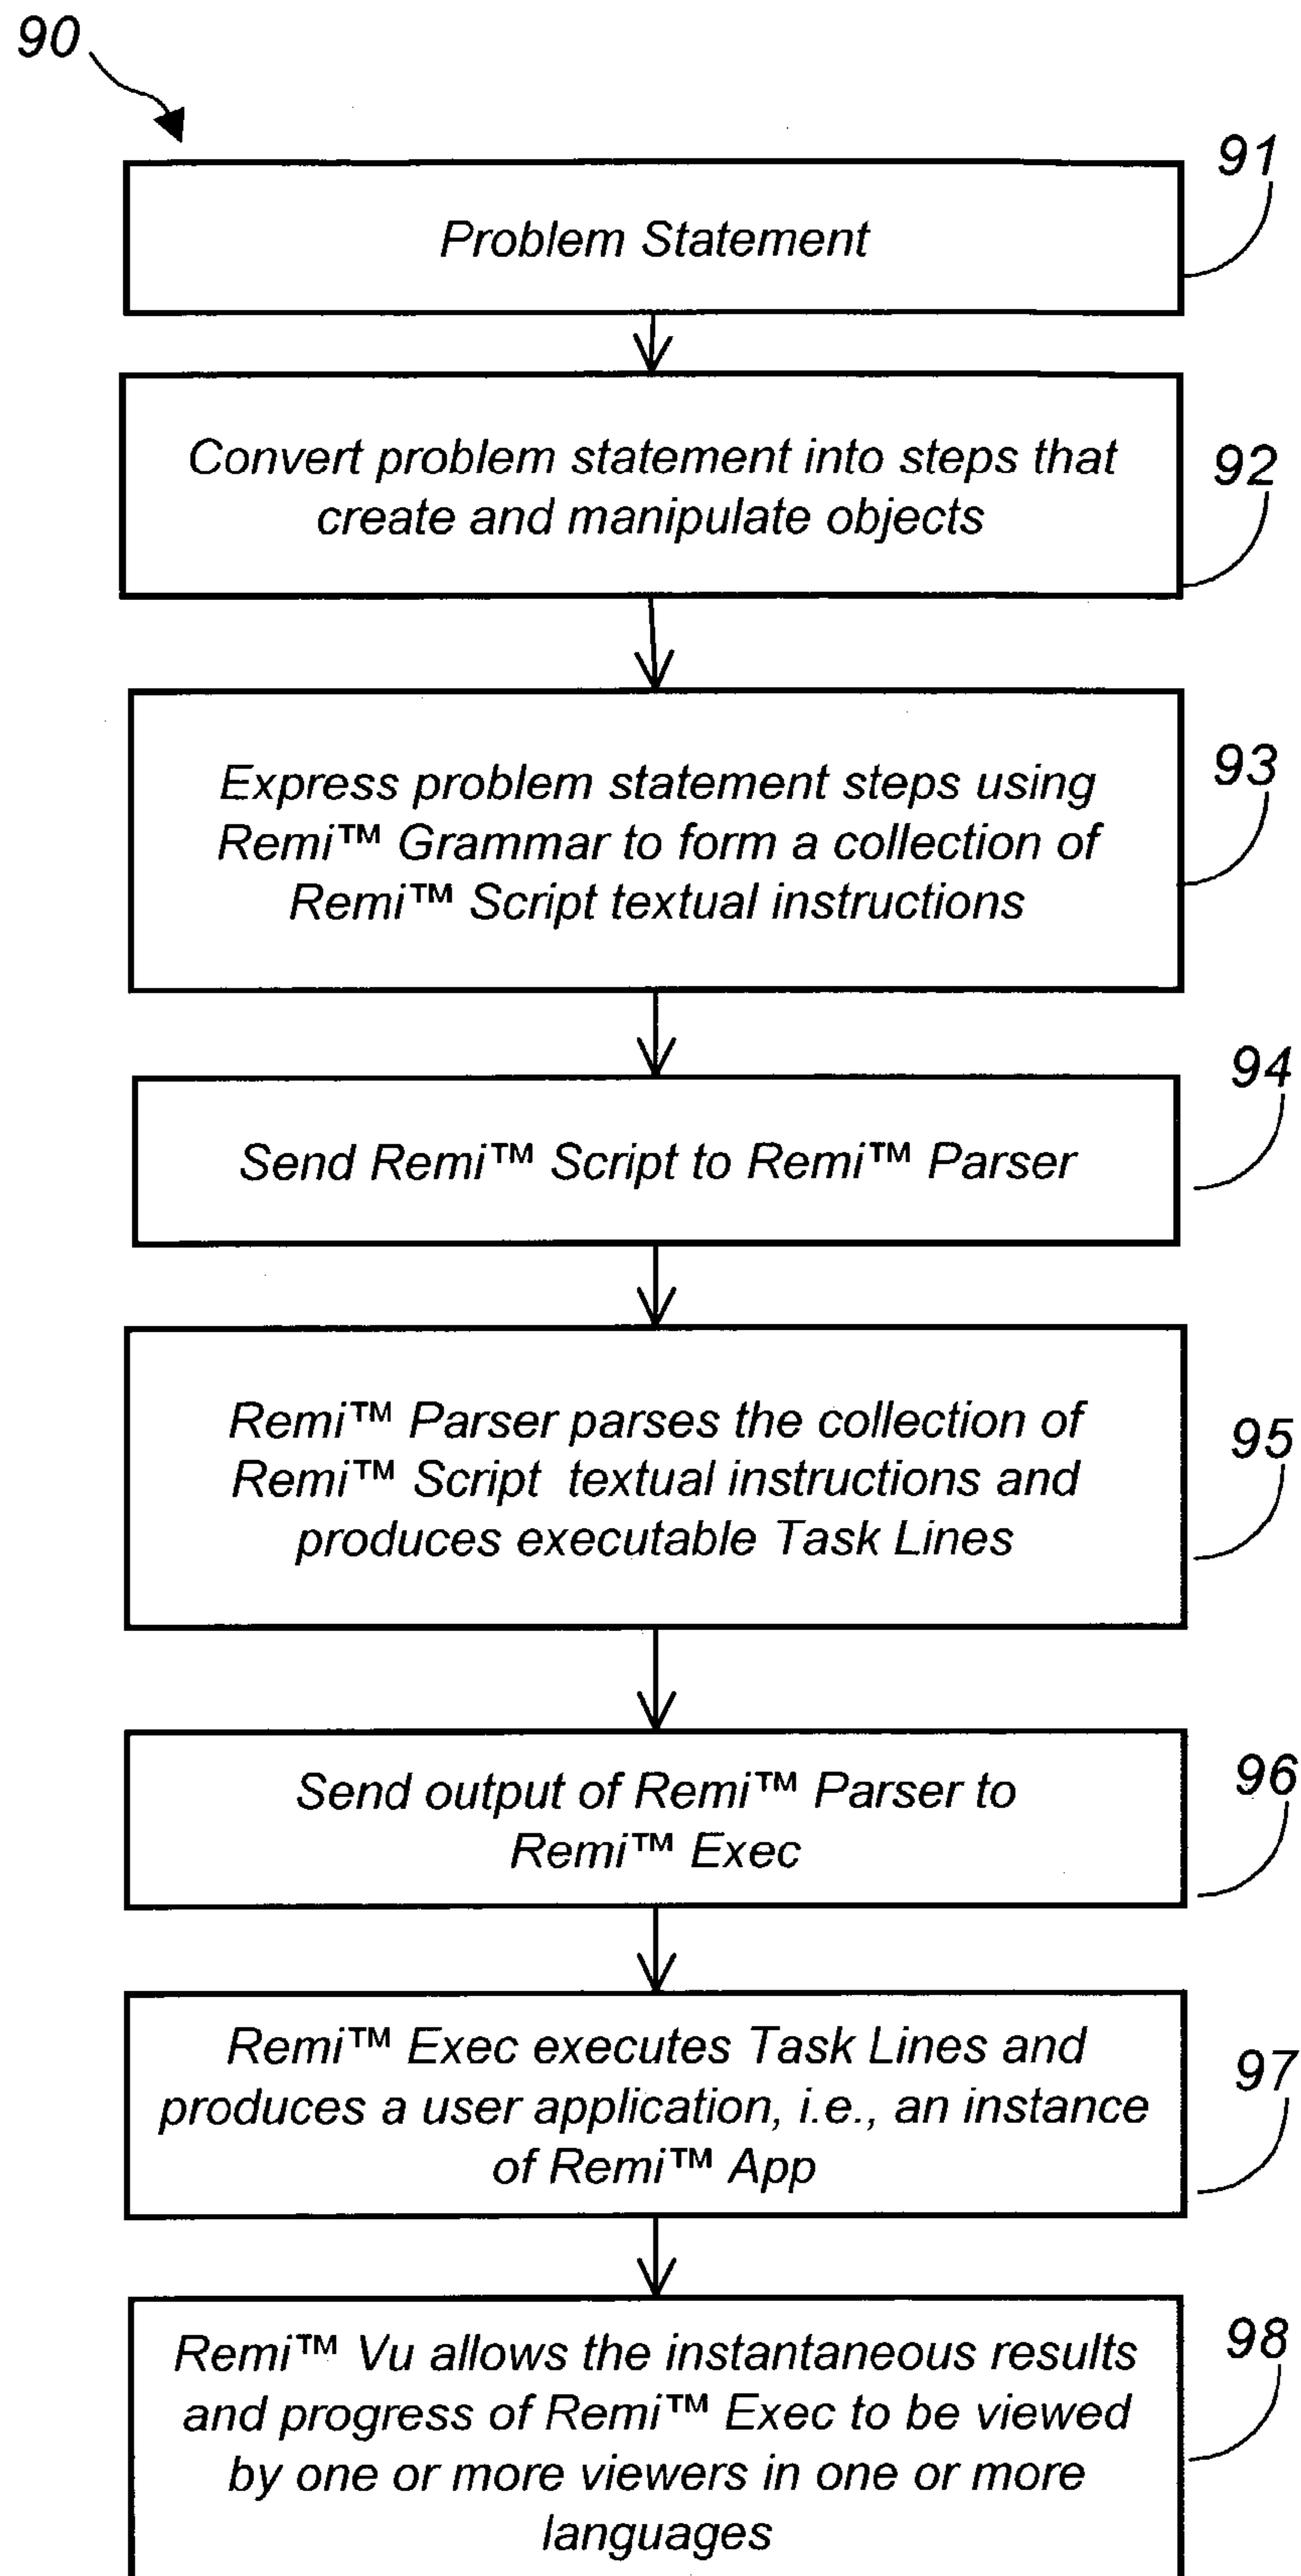 90
91
Problem Statement
92
Convert problem statement into steps that
create and manipulate objects
93
Express problem statement steps using
Remi™ Grammar to form a collection of
Remi™ Script textual instructions
94
Send Remi™ Script to Remi™ Parser
95
Remi™ Parser parses the collection of
Remi™ Script textual instructions and
produces executable Task Lines
96
Send output of Remi™ Parser to
Remi™ Exec
97
Remi™ Exec executes Task Lines and
produces a user application, i.e., an instance
of Remi™ App
98
Remi™ Vu allows the instantaneous results
and progress of Remi™ Exec to be viewed
by one or more viewers in one or more
languages